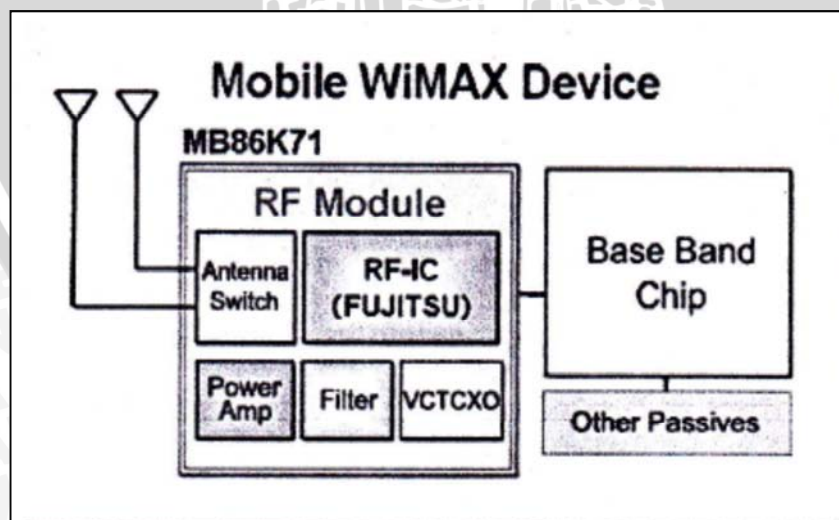 Mobile WiMAX Device
MB86K71
RF Module
Antenna
Switch
RF-IC
(FUJITSU)
Power
Amp
Filter
VCTCXO
Base Band
Chip
Other Passives